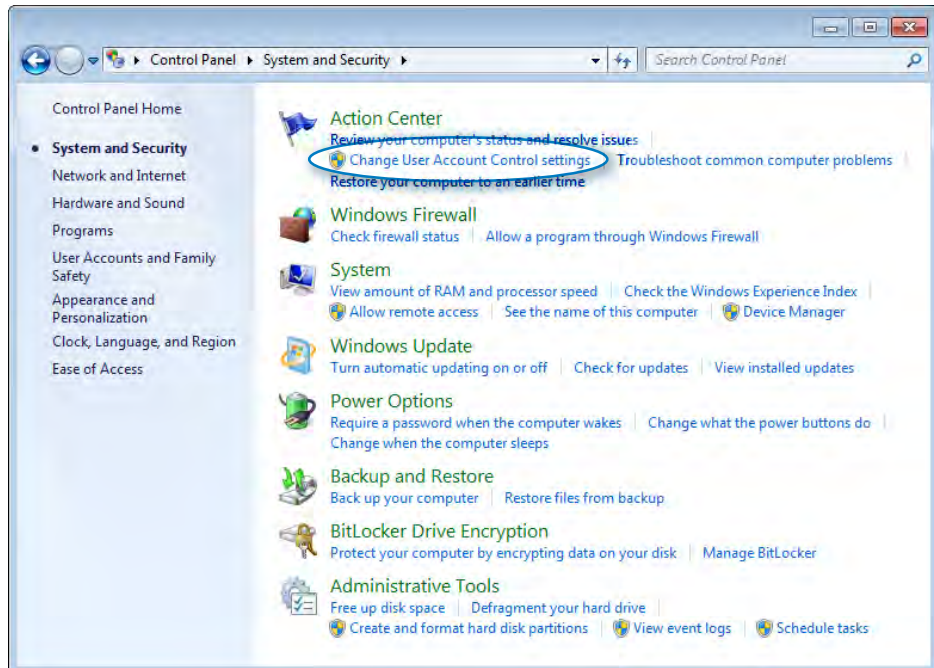 Control Panel System and Security Search Control Panel
Control Panel Home
System and Security
Network and Internet
Hardware and Sound
Programs
User Accounts and Family
Safety
Appearance and
Personalization
Clock, Language, and Region
Ease of Access
Action Center
Review your computer's status and resolve issues
Change User Account Control settings Troubleshoot common computer problems
Restore your computer to an earlier time
Windows Firewall
Check firewall status Allow a program through Windows Firewall
System
View amount of RAM and processor speed Check the Windows Experience Index
Allow remote access See the name of this computer Device Manager
Windows Update
Turn automatic updating on or off Check for updates View installed updates
Power Options
Require a password when the computer wakes Change what the power buttons do
Change when the computer sleeps
Backup and Restore
Back up your computer Restore files from backup
BitLocker Drive Encryption
Protect your computer by encrypting data on your disk Manage BitLocker
Administrative Tools
Free up disk space Defragment your hard drive
Create and format hard disk partitions View event logs Schedule tasks